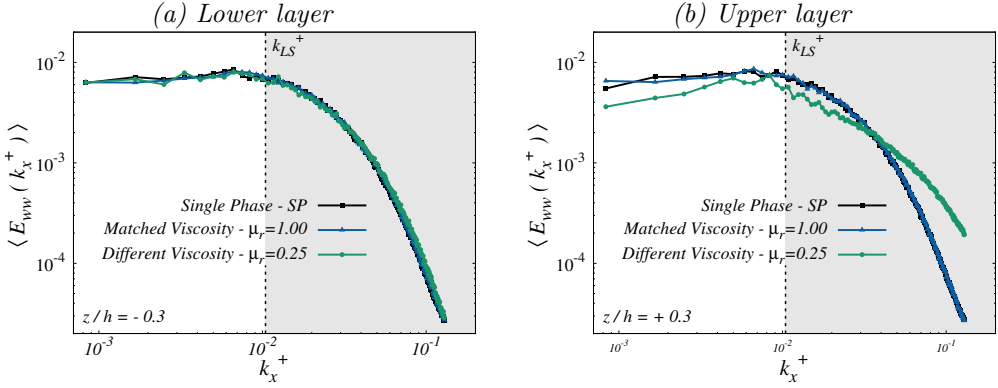 (a) Lower layer
k_LS^+
10^-2
10^-3
10^-4
⟨ E_ww ( k_x^+ ) ⟩
Single Phase - SP
Matched Viscosity - μ_r=1.00
Different Viscosity - μ_r=0.25
z / h = - 0.3
10^-3
10^-2
10^-1
k_x^+
(b) Upper layer
k_LS^+
10^-2
10^-3
10^-4
⟨ E_ww ( k_x^+ ) ⟩
Single Phase - SP
Matched Viscosity - μ_r=1.00
Different Viscosity - μ_r=0.25
z / h = + 0.3
10^-3
10^-2
10^-1
k_x^+